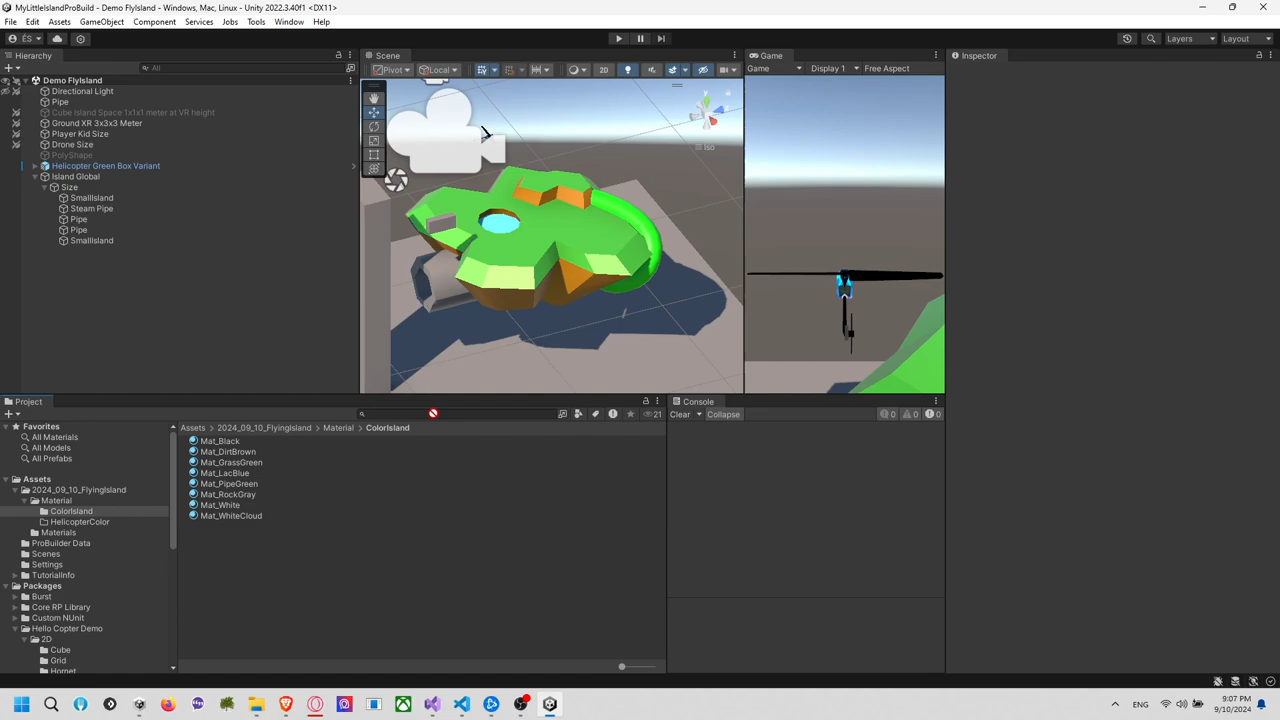 MyLittleIslandProBuild - Demo FlyIsland - Windows, Mac, Linux - Unity 2022.3.40f1 <DX11>
File Edit Assets GameObject Component Services Jobs Tools Window Help
ÉS Layers Layout
Hierarchy
All
Demo FlyIsland
Directional Light
Pipe
Cube Island Space 1x1x1 meter at VR height
Ground XR 3x3x3 Meter
Player Kid Size
Drone Size
PolyShape
Helicopter Green Box Variant
Island Global
Size
SmallIsland
Steam Pipe
Pipe
Pipe
SmallIsland
Scene
Pivot Local 2D
Iso
Game
Game Display 1 Free Aspect
Inspector
Project
21
Favorites
All Materials
All Models
All Prefabs
Assets
2024_09_10_FlyingIsland
Material
ColorIsland
HelicopterColor
Materials
ProBuilder Data
Scenes
Settings
TutorialInfo
Packages
Burst
Core RP Library
Custom NUnit
Hello Copter Demo
2D
Cube
Grid
Hornet
Assets > 2024_09_10_FlyingIsland > Material > ColorIsland
Mat_Black
Mat_DirtBrown
Mat_GrassGreen
Mat_LacBlue
Mat_PipeGreen
Mat_RockGray
Mat_White
Mat_WhiteCloud
Console
Clear Collapse 0 0 0
ENG
9:07 PM
9/10/2024